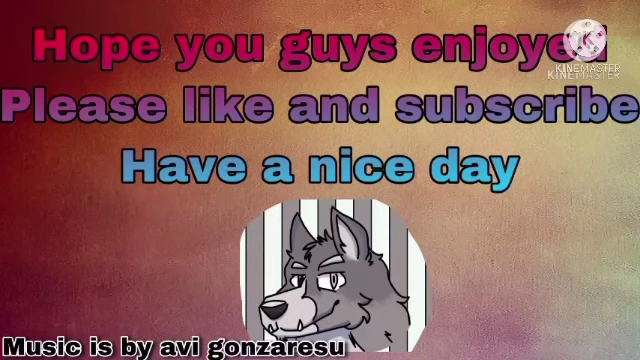 Hope you guys enjoyed
KINEMASTER
Please like and subscribe
Have a nice day
Music is by avi gonzaresu